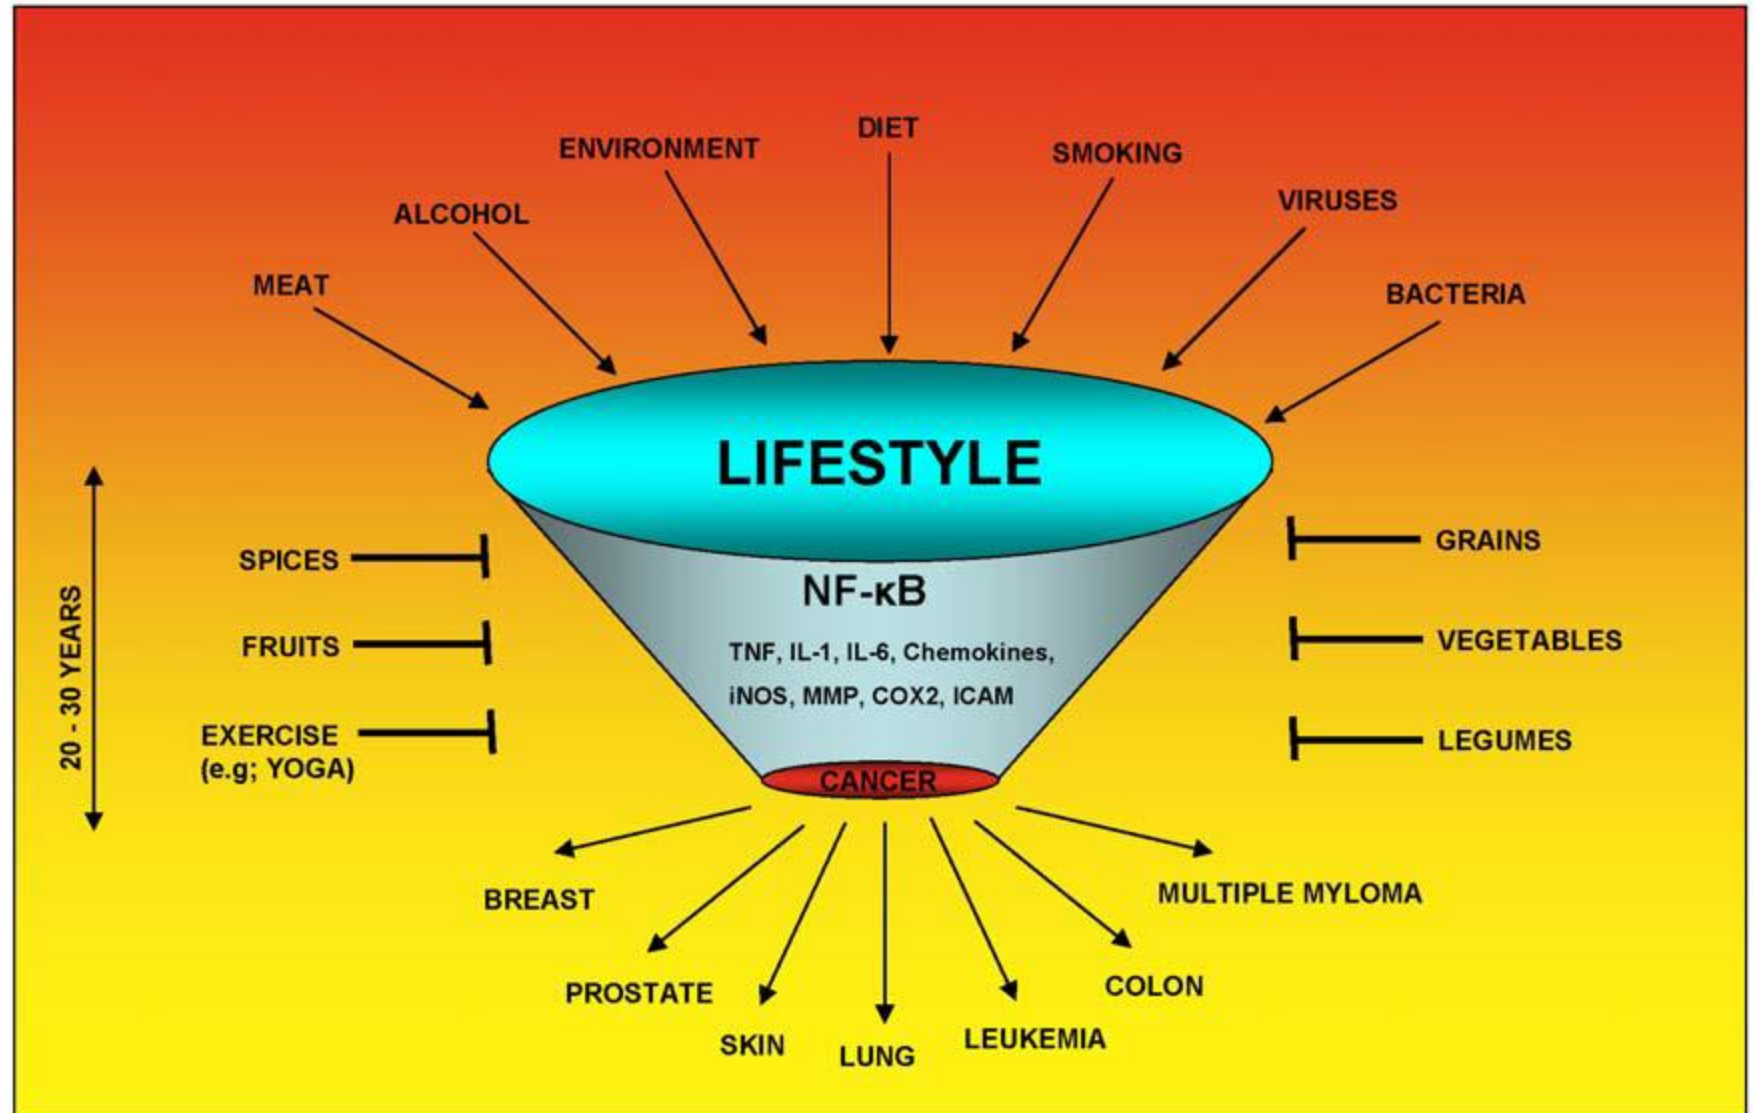 DIET
ENVIRONMENT
SMOKING
VIRUSES
ALCOHOL
MEAT
BACTERIA
LIFESTYLE
SPICES
GRAINS
NF-κB
FRUITS
VEGETABLES
TNF, IL-1, IL-6, Chemokines,
iNOS, MMP, COX2, ICAM
20 - 30 YEARS
EXERCISE
(e.g; YOGA)
LEGUMES
CANCER
BREAST
MULTIPLE MYLOMA
PROSTATE
COLON
SKIN
LUNG
LEUKEMIA